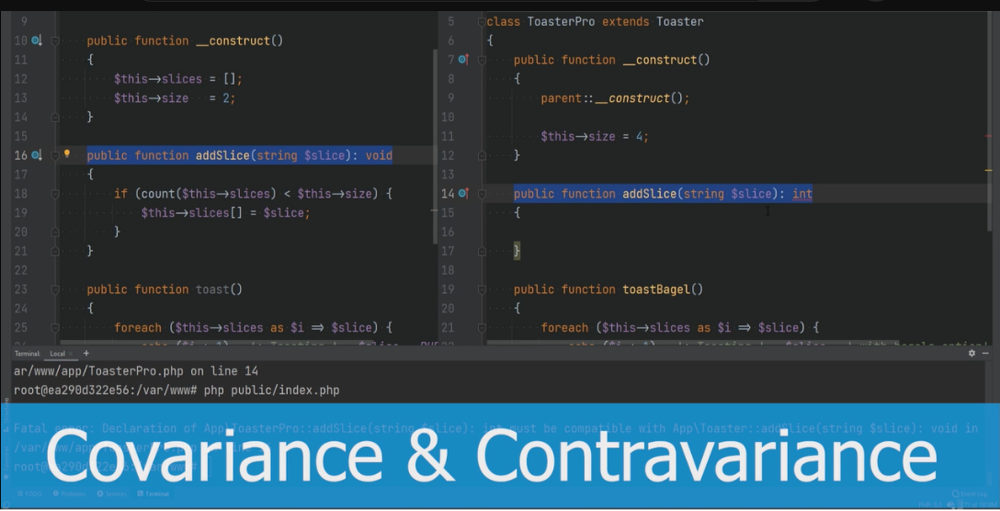 9
10 public function __construct()
11 {
12 $this->slices = [];
13 $this->size = 2;
14 }
15
16 public function addSlice(string $slice): void
17 {
18 if (count($this->slices) < $this->size) {
19 $this->slices[] = $slice;
20 }
21 }
22
23 public function toast()
24 {
25 foreach ($this->slices as $i => $slice) {
5 class ToasterPro extends Toaster
6 {
7 public function __construct()
8 {
9 parent::__construct();
10
11 $this->size = 4;
12 }
13
14 public function addSlice(string $slice): int
15 {
16
17 }
18
19 public function toastBagel()
20 {
21 foreach ($this->slices as $i => $slice) {
Terminal: Local × +
ar/www/app/ToasterPro.php on line 14
root@ea290d322e56:/var/www# php public/index.php
Fatal error: Declaration of App\ToasterPro::addSlice(string $slice): int must be compatible with App\Toaster::addSlice(string $slice): void in
Covariance & Contravariance
TODO Problems Services Terminal
Event Log